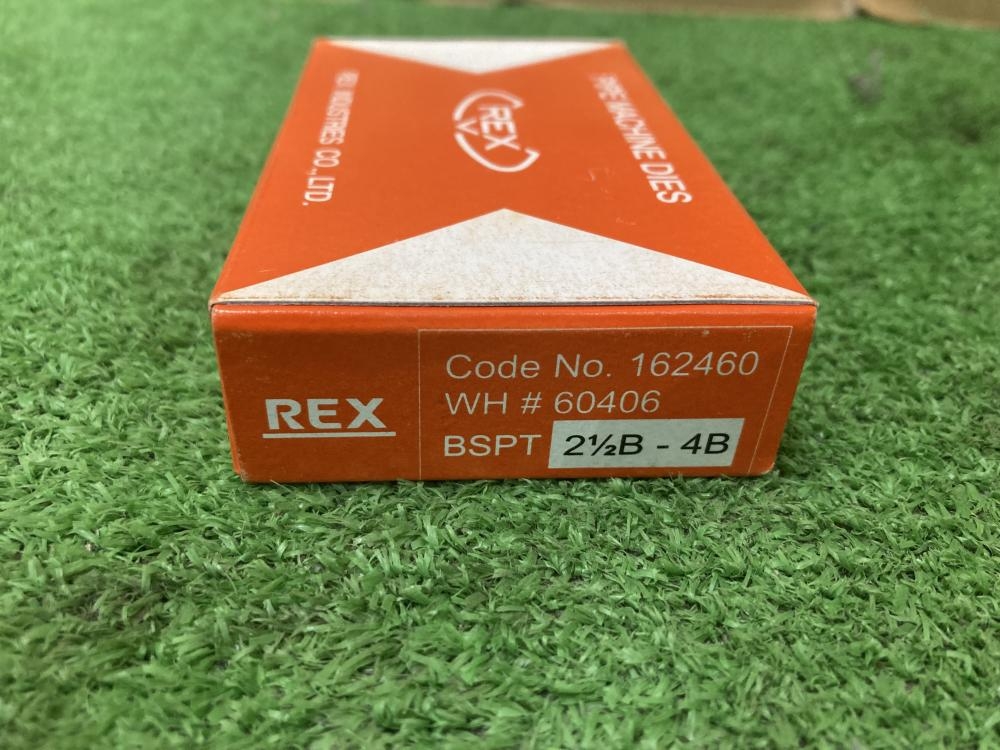 PIPE MACHINE DIES
REX
REX INDUSTRIES CO.,LTD.
REX
Code No. 162460
WH # 60406
BSPT 2½B - 4B